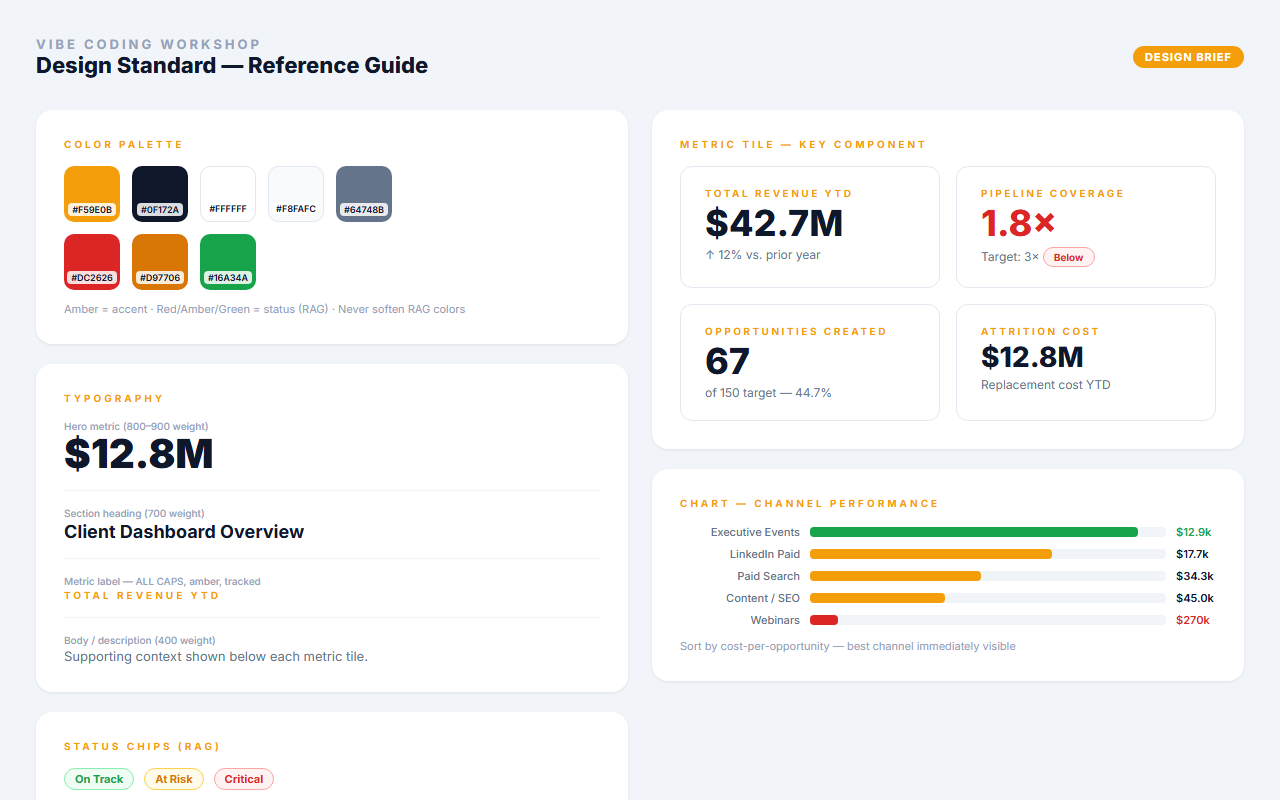 VIBE CODING WORKSHOP
Design Standard — Reference Guide
DESIGN BRIEF
COLOR PALETTE
#F59E0B
#0F172A
#FFFFFF
#F8FAFC
#64748B
#DC2626
#D97706
#16A34A
Amber = accent · Red/Amber/Green = status (RAG) · Never soften RAG colors
TYPOGRAPHY
Hero metric (800–900 weight)
$12.8M
Section heading (700 weight)
Client Dashboard Overview
Metric label — ALL CAPS, amber, tracked
TOTAL REVENUE YTD
Body / description (400 weight)
Supporting context shown below each metric tile.
STATUS CHIPS (RAG)
On Track
At Risk
Critical
METRIC TILE — KEY COMPONENT
TOTAL REVENUE YTD
$42.7M
↑ 12% vs. prior year
PIPELINE COVERAGE
1.8×
Target: 3× Below
OPPORTUNITIES CREATED
67
of 150 target — 44.7%
ATTRITION COST
$12.8M
Replacement cost YTD
CHART — CHANNEL PERFORMANCE
Executive Events $12.9k
LinkedIn Paid $17.7k
Paid Search $34.3k
Content / SEO $45.0k
Webinars $270k
Sort by cost-per-opportunity — best channel immediately visible